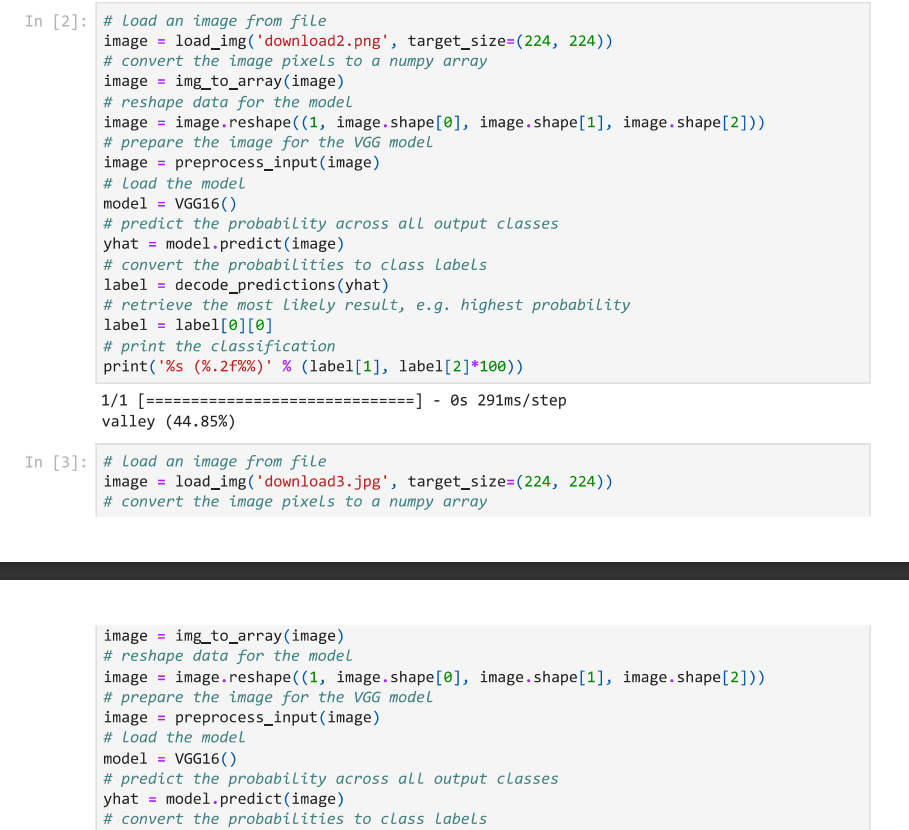 In [2]: # load an image from file
image = load_img('download2.png', target_size=(224, 224))
# convert the image pixels to a numpy array
image = img_to_array(image)
# reshape data for the model
image = image.reshape((1, image.shape[0], image.shape[1], image.shape[2]))
# prepare the image for the VGG model
image = preprocess_input(image)
# load the model
model = VGG16()
# predict the probability across all output classes
yhat = model.predict(image)
# convert the probabilities to class labels
label = decode_predictions(yhat)
# retrieve the most likely result, e.g. highest probability
label = label[0][0]
# print the classification
print('%s (%.2f%%)' % (label[1], label[2]*100))
1/1 [==============================] - 0s 291ms/step
valley (44.85%)
In [3]: # load an image from file
image = load_img('download3.jpg', target_size=(224, 224))
# convert the image pixels to a numpy array
image = img_to_array(image)
# reshape data for the model
image = image.reshape((1, image.shape[0], image.shape[1], image.shape[2]))
# prepare the image for the VGG model
image = preprocess_input(image)
# load the model
model = VGG16()
# predict the probability across all output classes
yhat = model.predict(image)
# convert the probabilities to class labels